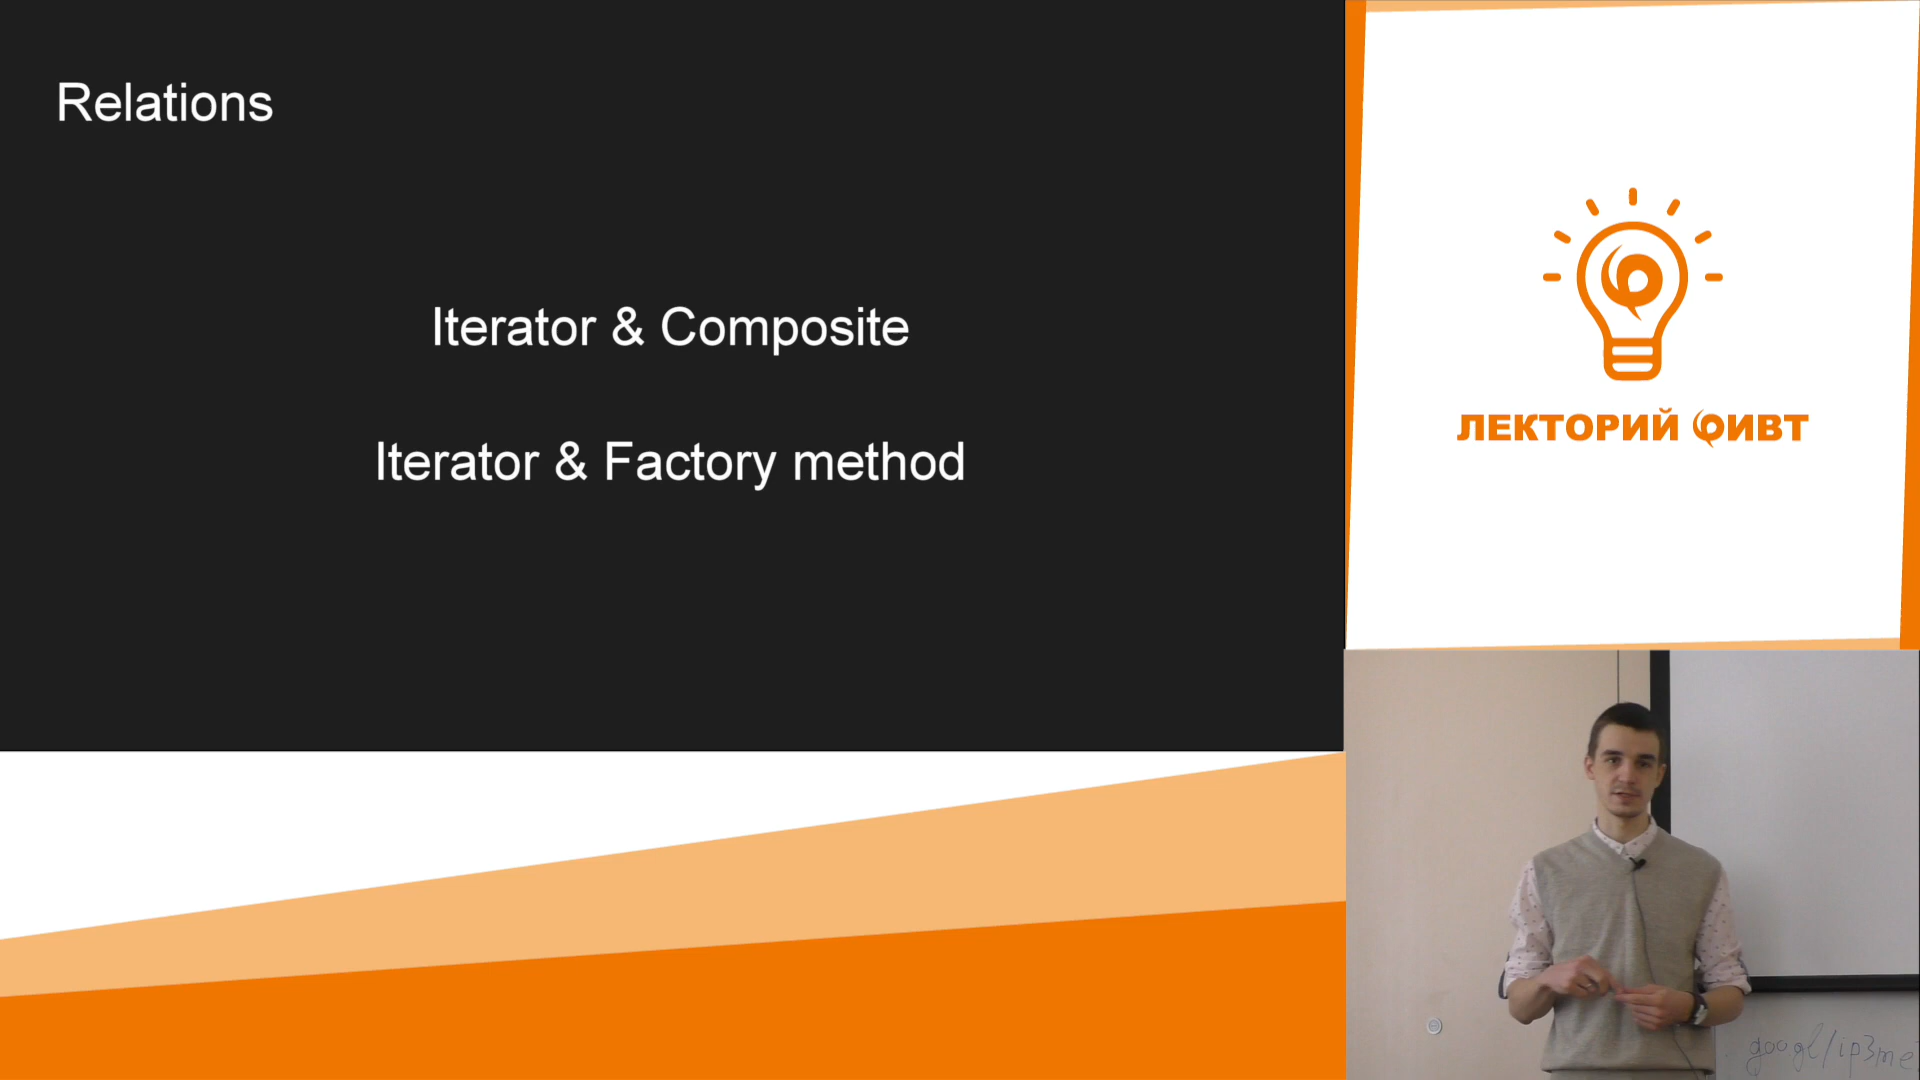 Relations
Iterator & Composite
Iterator & Factory method
ЛЕКТОРИЙ ФИВТ